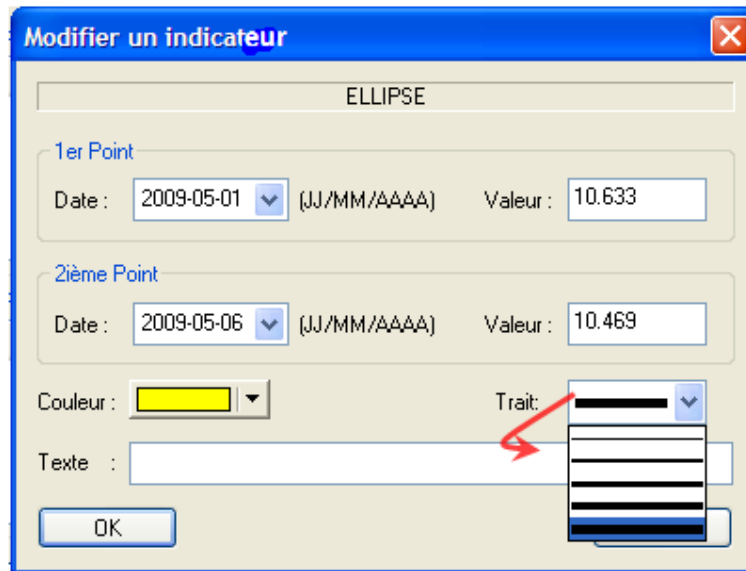 Modifier un indicateur
ELLIPSE
1er Point
Date : 2009-05-01 (JJ/MM/AAAA) Valeur : 10.633
2ième Point
Date : 2009-05-06 (JJ/MM/AAAA) Valeur : 10.469
Couleur : Trait:
Texte :
OK